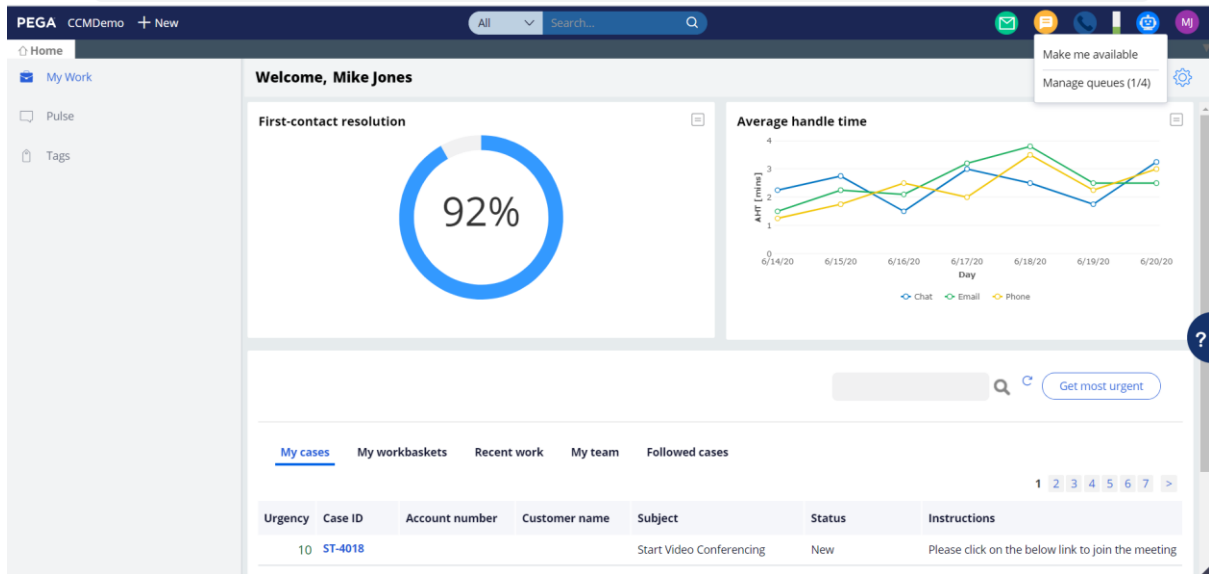 PEGA CCMDemo + New All Search... MJ
Home
Make me available
Manage queues (1/4)
My Work
Pulse
Tags
Welcome, Mike Jones
First-contact resolution
92%
Average handle time
AHT [mins]
4
3
2
1
0
6/14/20 6/15/20 6/16/20 6/17/20 6/18/20 6/19/20 6/20/20
Day
Chat Email Phone
?
Get most urgent
My cases My workbaskets Recent work My team Followed cases
1 2 3 4 5 6 7 >
Urgency Case ID Account number Customer name Subject Status Instructions
10 ST-4018 Start Video Conferencing New Please click on the below link to join the meeting